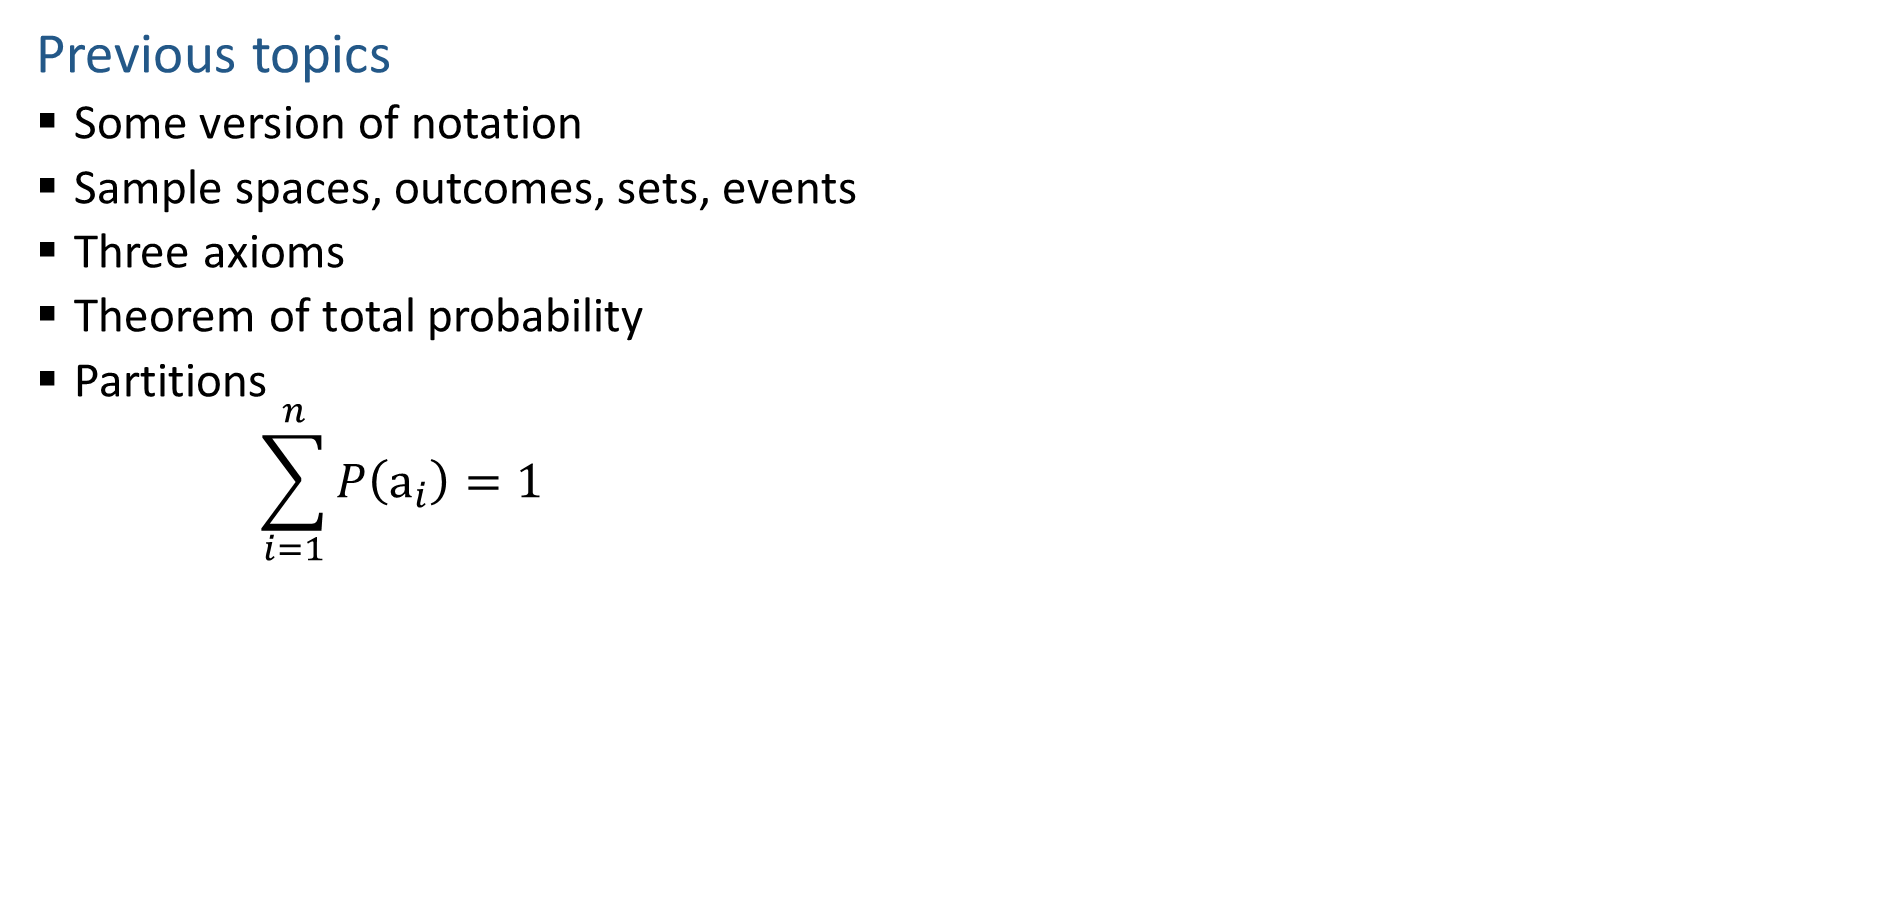 Previous topics
▪ Some version of notation
▪ Sample spaces, outcomes, sets, events
▪ Three axioms
▪ Theorem of total probability
▪ Partitions
n
∑ P(aᵢ) = 1
i=1